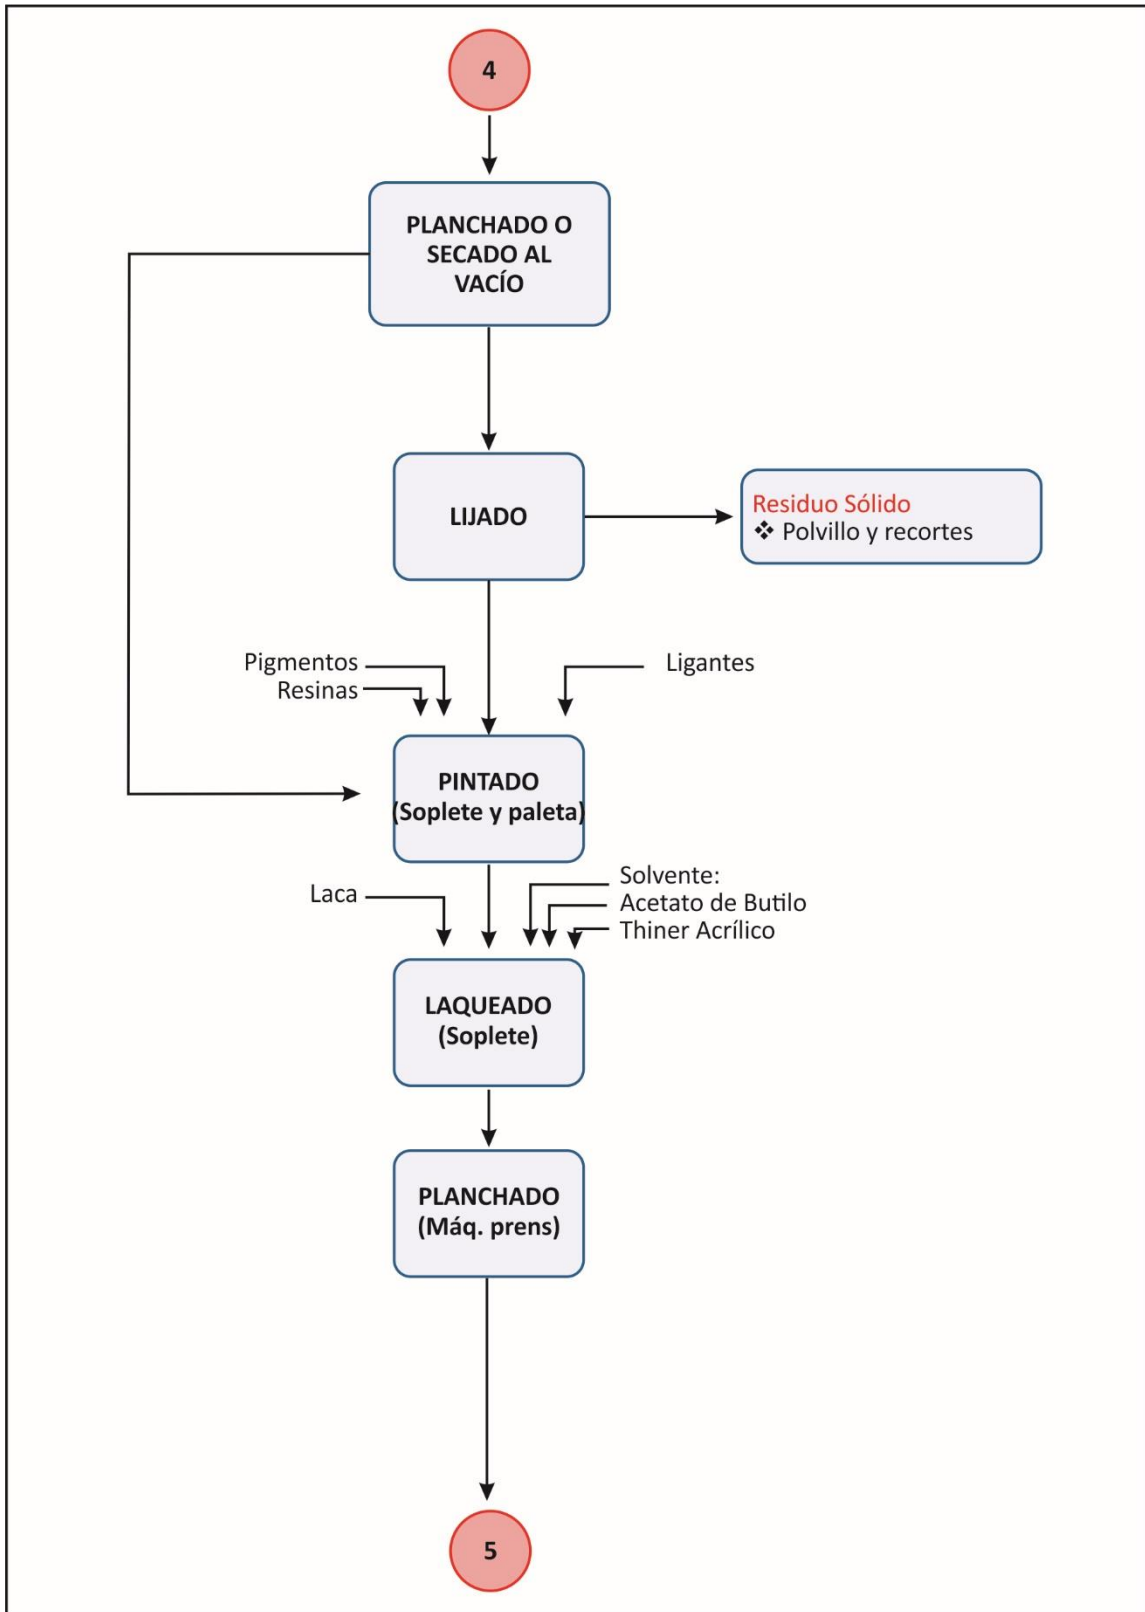 4
PLANCHADO O
SECADO AL
VACÍO
LIJADO
Residuo Sólido
❖ Polvillo y recortes
Pigmentos
Resinas
Ligantes
PINTADO
(Soplete y paleta)
Laca
Solvente:
Acetato de Butilo
Thiner Acrílico
LAQUEADO
(Soplete)
PLANCHADO
(Máq. prens)
5